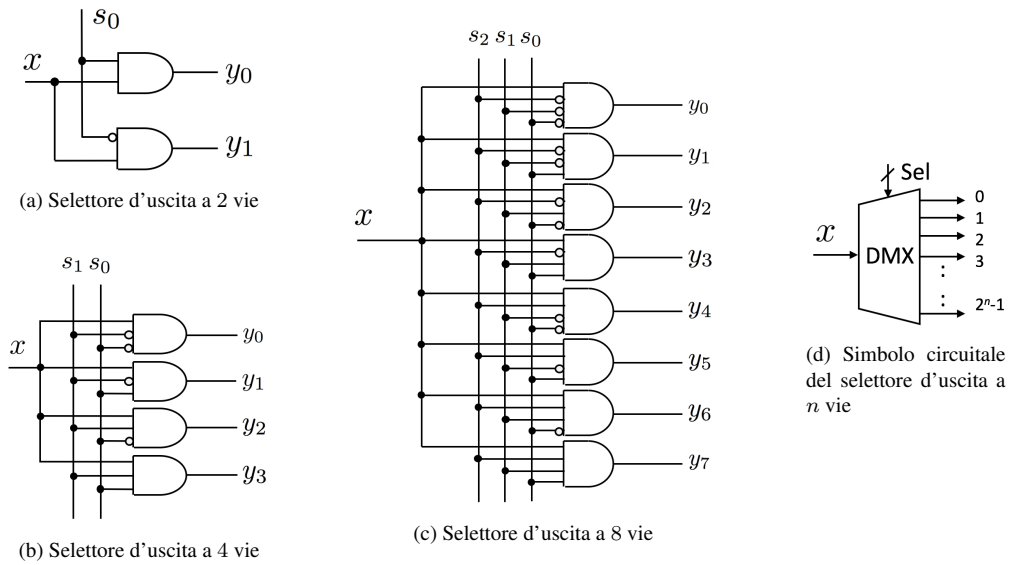 s₀
x
y₀
y₁
(a) Selettore d'uscita a 2 vie
s₁ s₀
x
y₀
y₁
y₂
y₃
(b) Selettore d'uscita a 4 vie
s₂ s₁ s₀
x
y₀
y₁
y₂
y₃
y₄
y₅
y₆
y₇
(c) Selettore d'uscita a 8 vie
Sel
x
DMX
0
1
2
3
2ⁿ-1
(d) Simbolo circuitale
del selettore d'uscita a
n vie